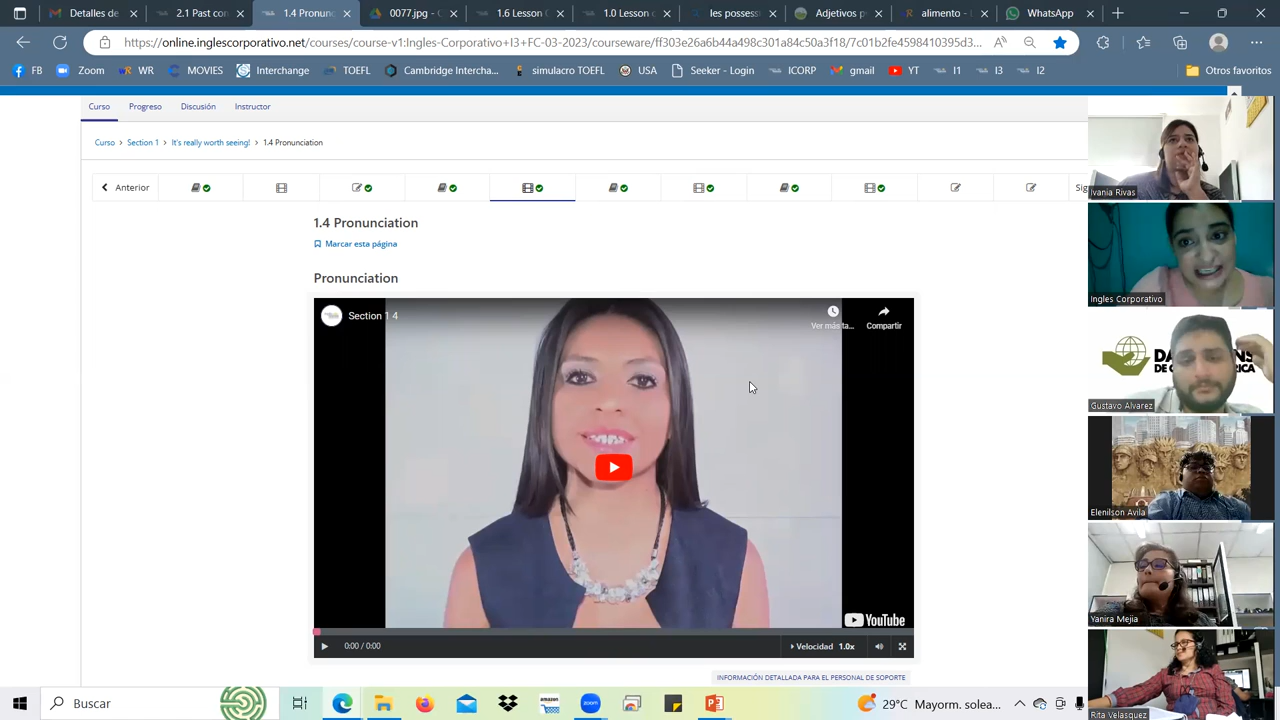 Detalles de
2.1 Past con
1.4 Pronunc
0077.jpg - G
1.6 Lesson C
1.0 Lesson c
les possess
Adjetivos p
alimento - U
WhatsApp
https://online.inglescorporativo.net/courses/course-v1:Ingles-Corporativo+I3+FC-03-2023/courseware/ff303e26a6b44a498c301a84c50a3f18/7c01b2fe4598410395d3...
FB
Zoom
WR
MOVIES
Interchange
TOEFL
Cambridge Intercha...
simulacro TOEFL
USA
Seeker - Login
ICORP
gmail
YT
I1
I3
I2
Otros favoritos
Curso
Progreso
Discusión
Instructor
Curso > Section 1 > It's really worth seeing! > 1.4 Pronunciation
Anterior
Sig
1.4 Pronunciation
Marcar esta página
Pronunciation
Section 1 4
Ver más ta...
Compartir
YouTube
0:00 / 0:00
Velocidad 1.0x
INFORMACIÓN DETALLADA PARA EL PERSONAL DE SOPORTE
Ivania Rivas
Ingles Corporativo
Gustavo Alvarez
Elenilson Avila
Yanira Mejia
Rita Velasquez
Buscar
29°C Mayorm. solea...